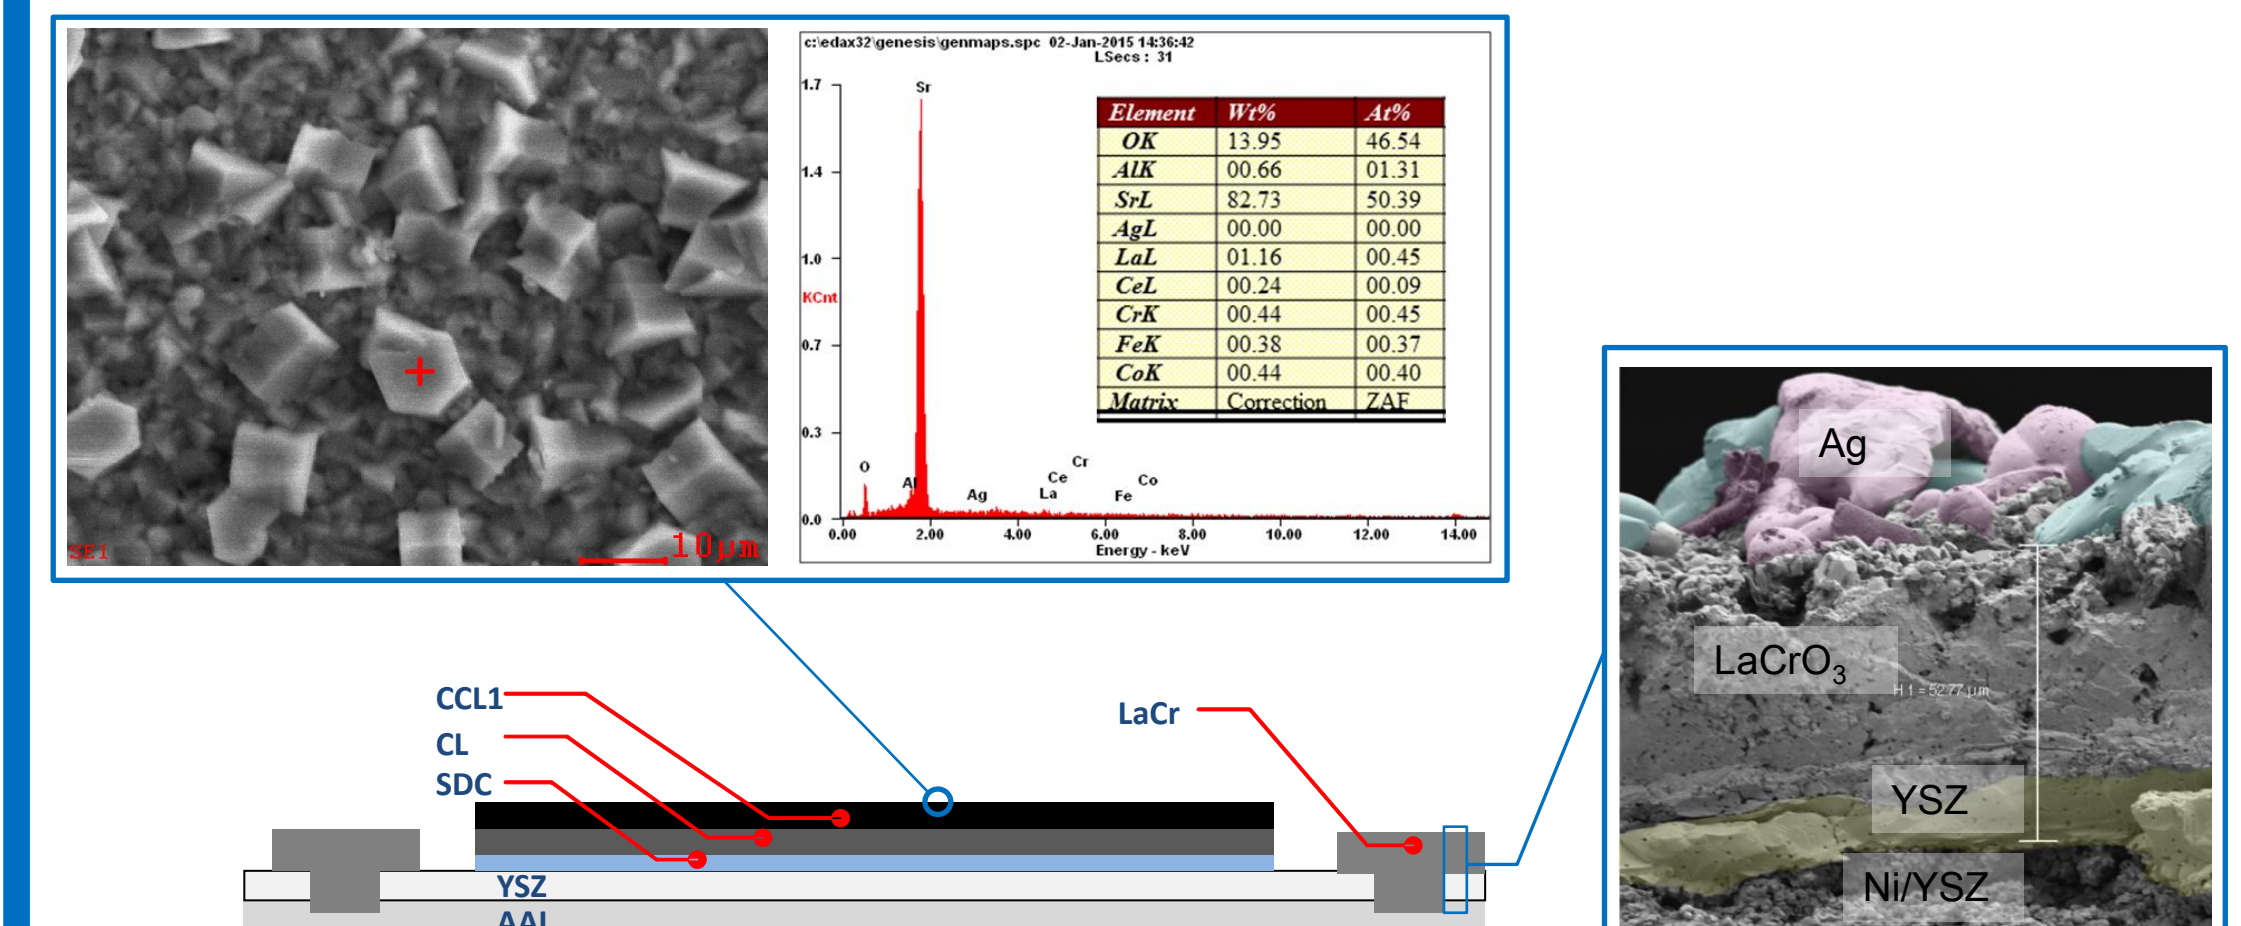 c:\edax32\genesis\genmaps.spc 02-Jan-2015 14:36:42
LSecs : 31
1.7
1.4
1.0
KCnt
0.7
0.3
0.0
Sr
O
Al
Ag
La
Ce
Cr
Fe
Co
0.00 2.00 4.00 6.00 8.00 10.00 12.00 14.00
Energy - keV
Element Wt% At%
OK 13.95 46.54
AlK 00.66 01.31
SrL 82.73 50.39
AgL 00.00 00.00
LaL 01.16 00.45
CeL 00.24 00.09
CrK 00.44 00.45
FeK 00.38 00.37
CoK 00.44 00.40
Matrix Correction ZAF
SE1
10µm
Ag
LaCrO₃
H 1 = 52.77 µm
YSZ
Ni/YSZ
CCL1
CL
SDC
LaCr
YSZ